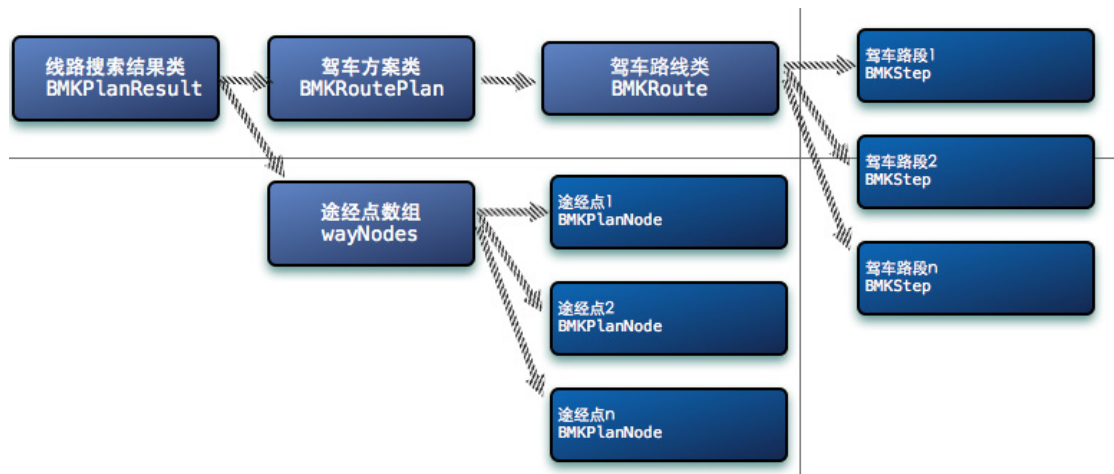 线路搜索结果类
BMKPlanResult
驾车方案类
BMKRoutePlan
驾车路线类
BMKRoute
驾车路段1
BMKStep
驾车路段2
BMKStep
驾车路段n
BMKStep
途经点数组
wayNodes
途经点1
BMKPlanNode
途经点2
BMKPlanNode
途经点n
BMKPlanNode